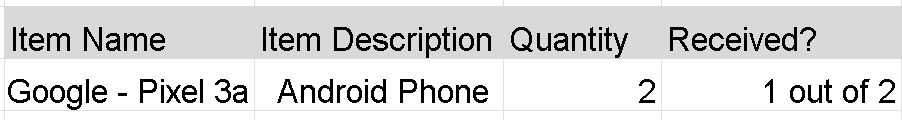 Item Name Item Description Quantity Received?
Google - Pixel 3a Android Phone 2 1 out of 2